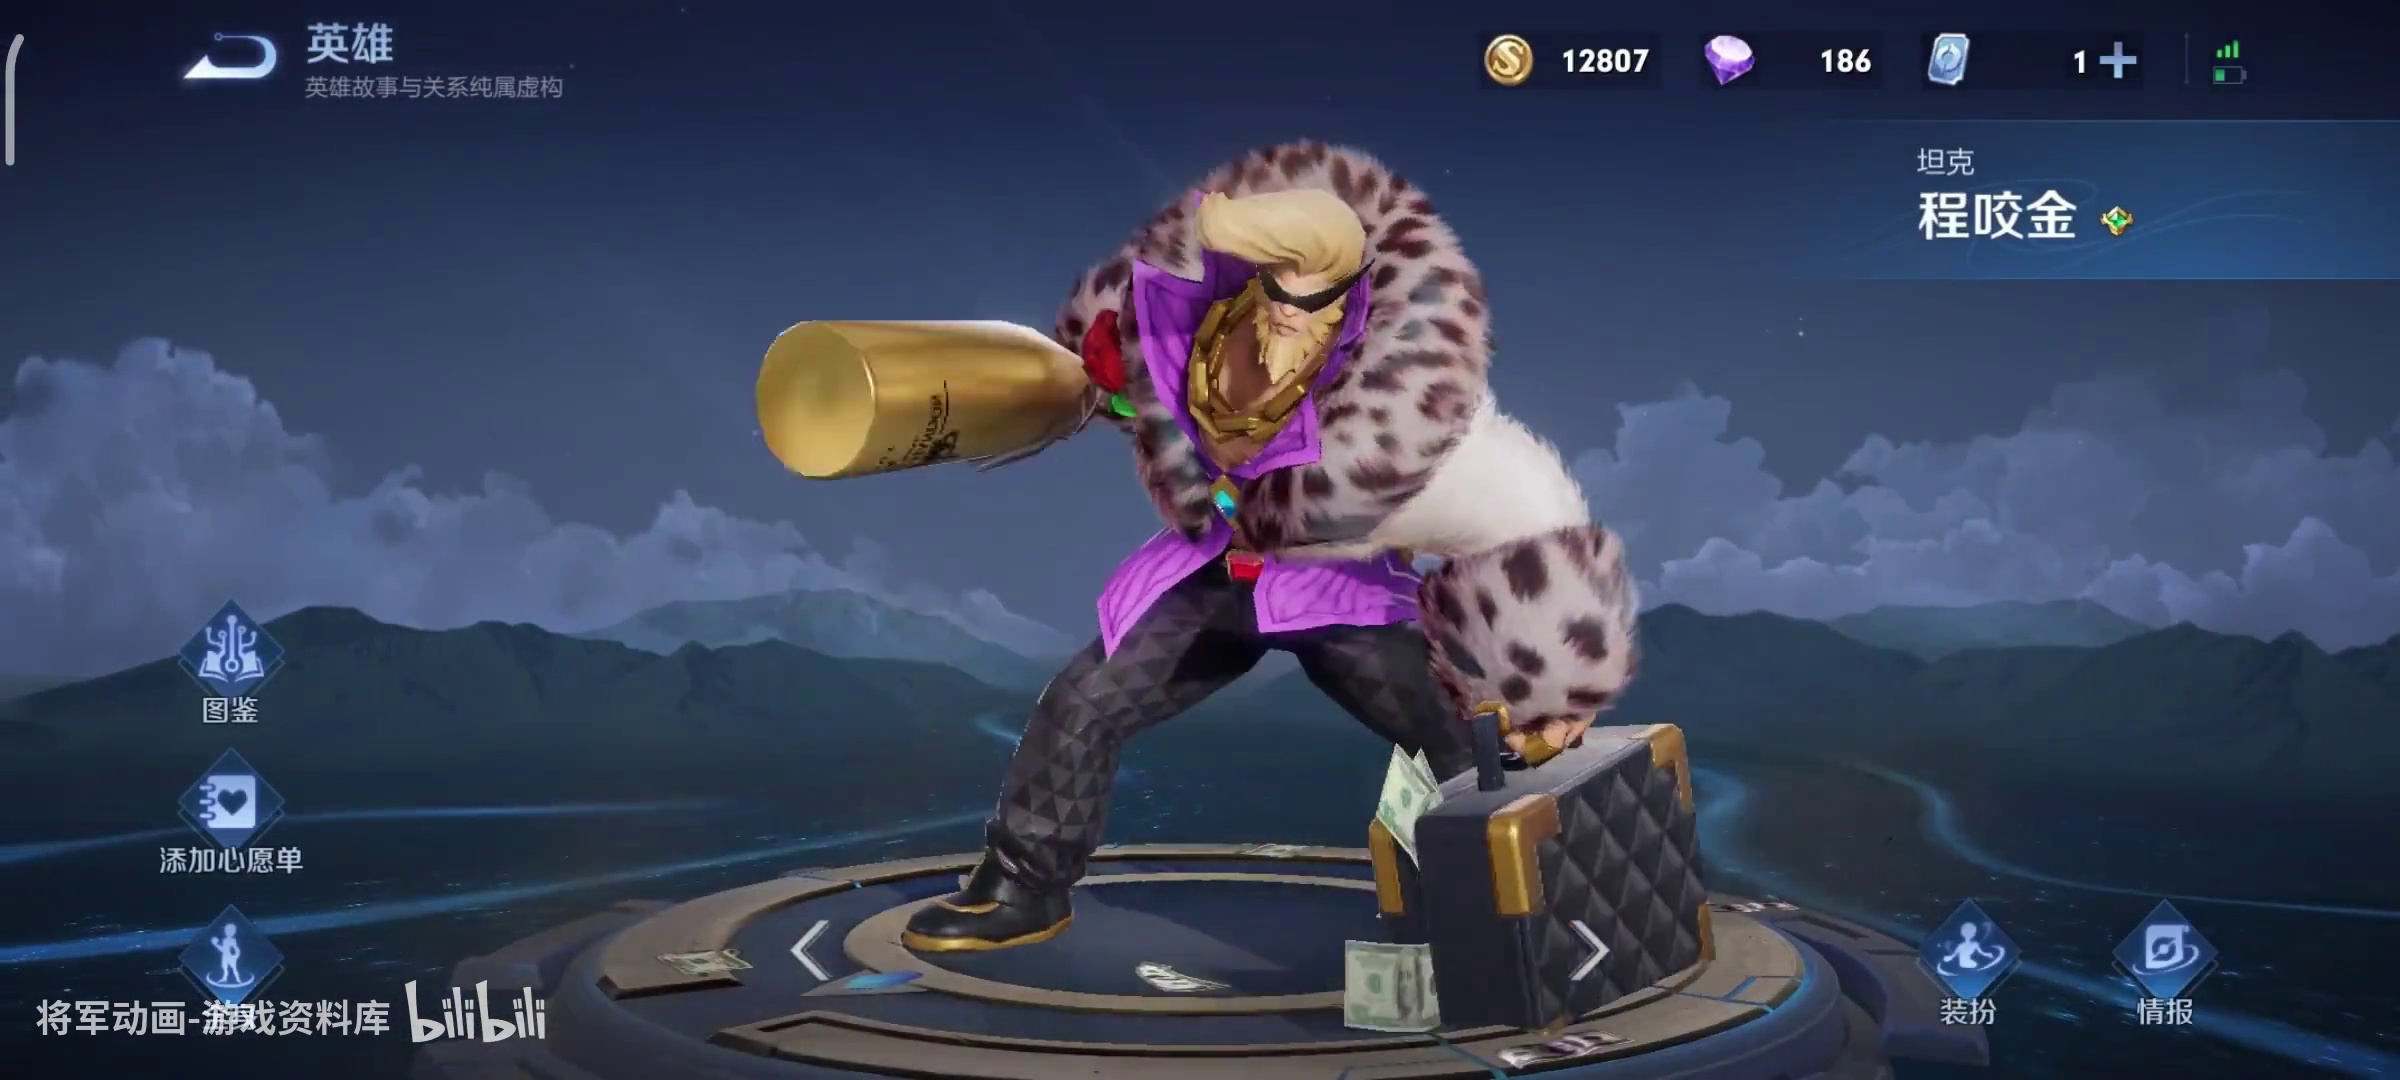 英雄
英雄故事与关系纯属虚构
12807
186
1
坦克
程咬金
图鉴
添加心愿单
装扮
情报
将军动画-游戏资料库 bilibili